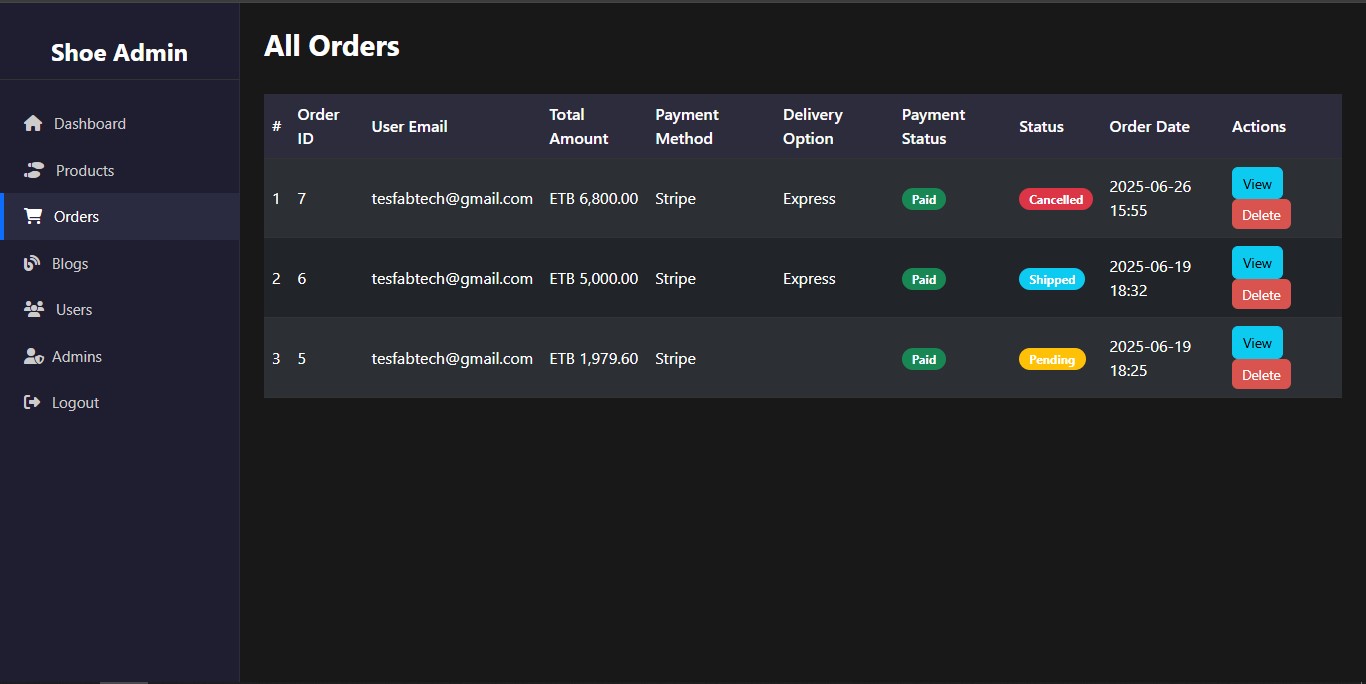 Shoe Admin
Dashboard
Products
Orders
Blogs
Users
Admins
Logout
All Orders
# Order ID User Email Total Amount Payment Method Delivery Option Payment Status Status Order Date Actions
1 7 tesfabtech@gmail.com ETB 6,800.00 Stripe Express Paid Cancelled 2025-06-26 15:55 View Delete
2 6 tesfabtech@gmail.com ETB 5,000.00 Stripe Express Paid Shipped 2025-06-19 18:32 View Delete
3 5 tesfabtech@gmail.com ETB 1,979.60 Stripe Paid Pending 2025-06-19 18:25 View Delete